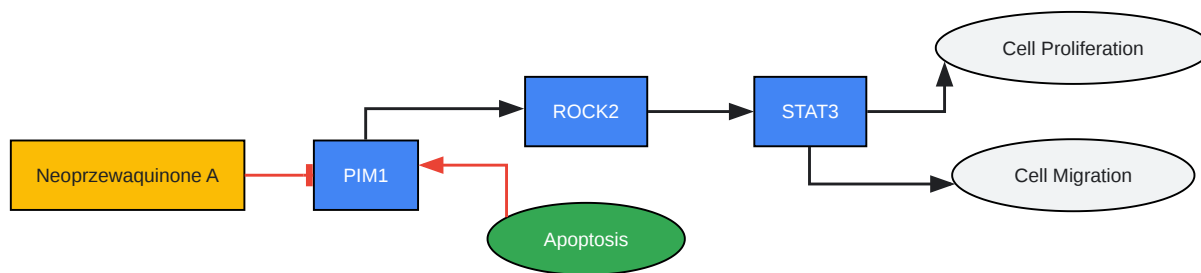 Cell Proliferation
ROCK2
STAT3
Neoprzewaquinone A
PIM1
Cell Migration
Apoptosis